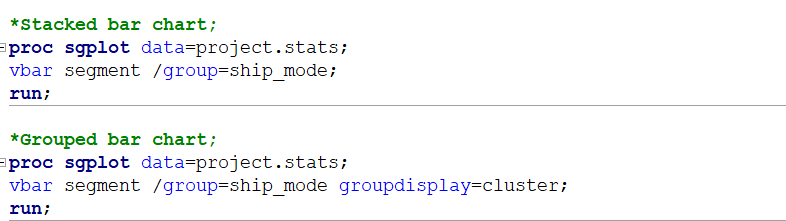 *Stacked bar chart;
proc sgplot data=project.stats;
vbar segment /group=ship_mode;
run;
*Grouped bar chart;
proc sgplot data=project.stats;
vbar segment /group=ship_mode groupdisplay=cluster;
run;